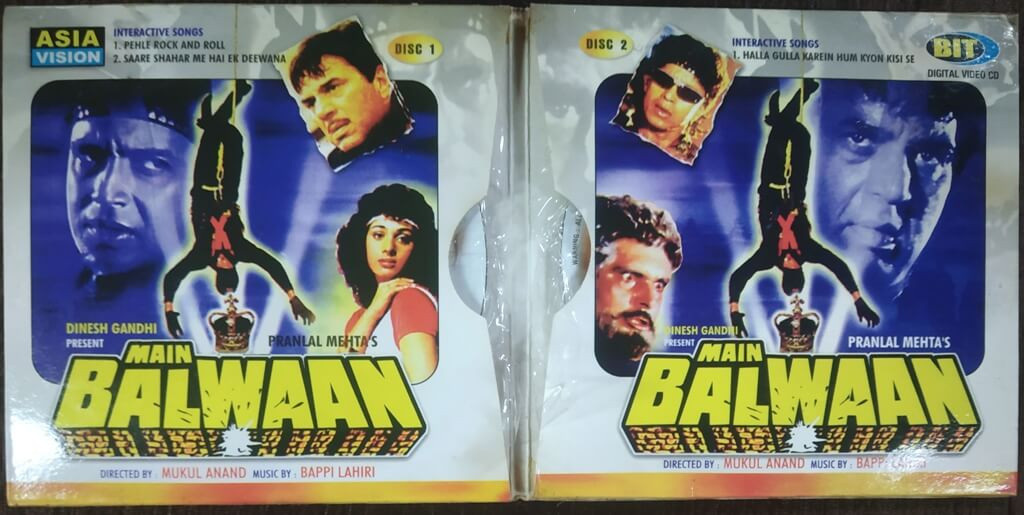 ASIA
VISION
INTERACTIVE SONGS
1. PEHLE ROCK AND ROLL
2. SAARE SHAHAR ME HAI EK DEEWANA
DISC 1
DINESH GANDHI
PRESENT
PRANLAL MEHTA'S
MAIN
BALWAAN
DIRECTED BY : MUKUL ANAND MUSIC BY : BAPPI LAHIRI
DISC 2
INTERACTIVE SONGS
1. HALLA GULLA KAREIN HUM KYON KISI SE
BIT
DIGITAL VIDEO CD
WARNING : ALL
DINESH GANDHI
PRESENT
PRANLAL MEHTA'S
MAIN
BALWAAN
DIRECTED BY : MUKUL ANAND MUSIC BY : BAPPI LAHIRI